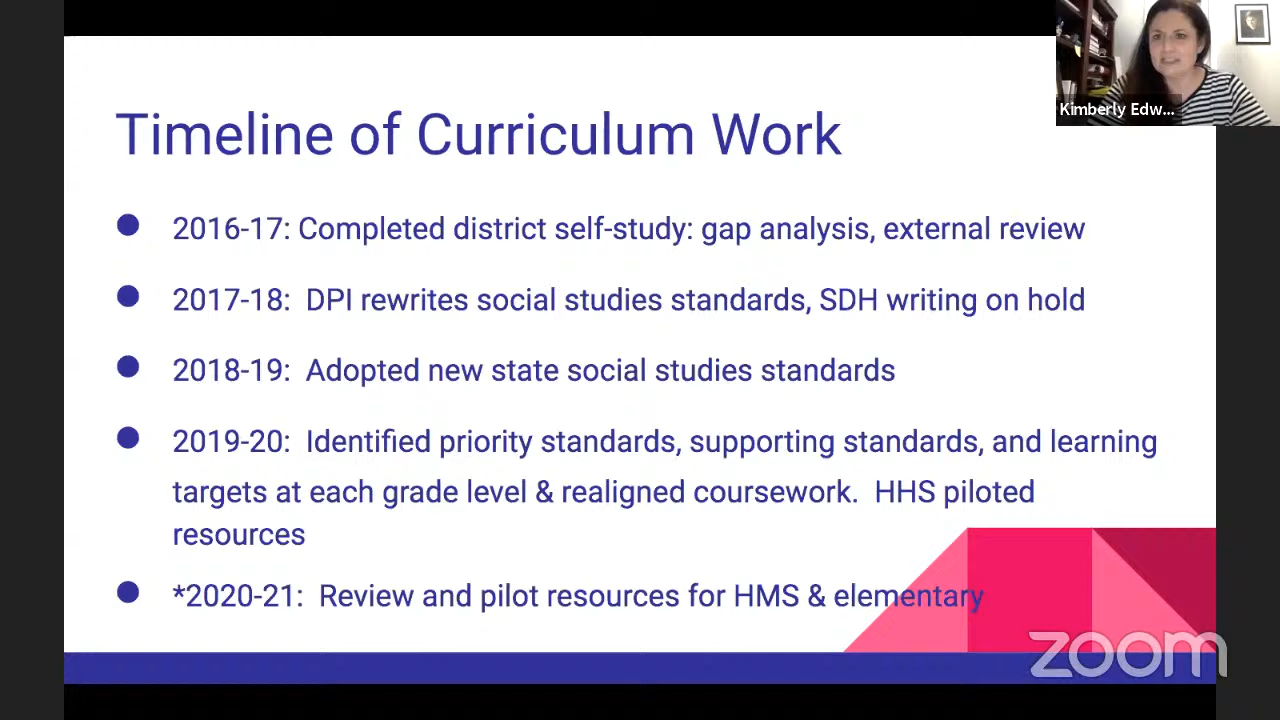 Kimberly Edw...
Timeline of Curriculum Work
2016-17: Completed district self-study: gap analysis, external review
2017-18: DPI rewrites social studies standards, SDH writing on hold
2018-19: Adopted new state social studies standards
2019-20: Identified priority standards, supporting standards, and learning
targets at each grade level & realigned coursework. HHS piloted
resources
*2020-21: Review and pilot resources for HMS & elementary
zoom